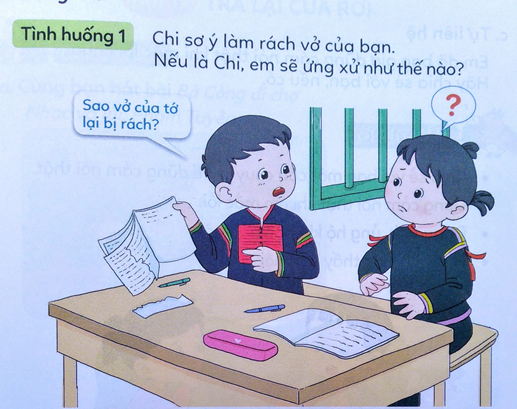 Tình huống 1
Chi sơ ý làm rách vở của bạn.
Nếu là Chi, em sẽ ứng xử như thế nào?
Sao vở của tớ
lại bị rách?
?